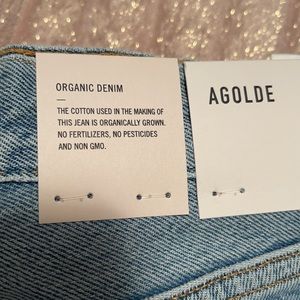 ORGANIC DENIM
—
THE COTTON USED IN THE MAKING OF
THIS JEAN IS ORGANICALLY GROWN.
NO FERTILIZERS, NO PESTICIDES
AND NON GMO.
AGOLDE